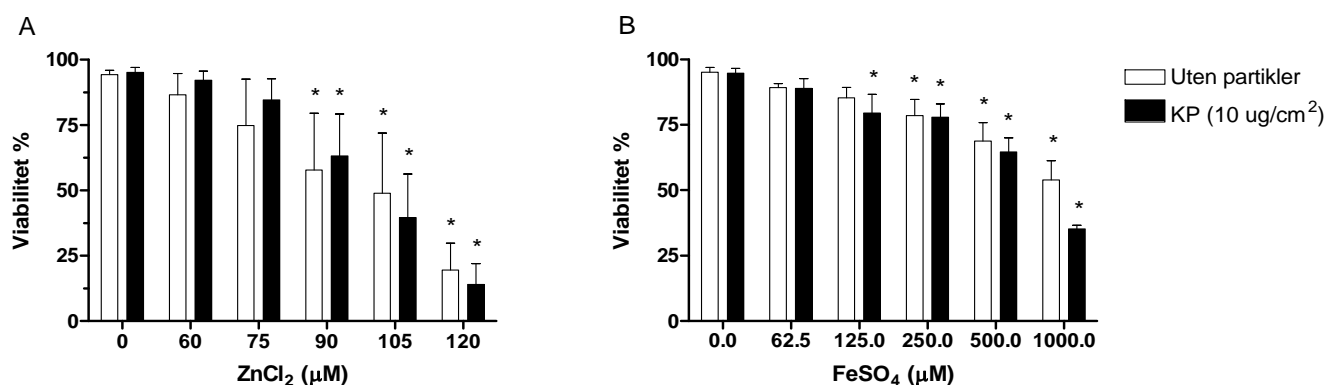 A
B
100
75
50
25
0
Viabilitet %
* * * * * *
0 60 75 90 105 120
ZnCl2 (μM)
100
75
50
25
0
Viabilitet %
* * * * * * *
0.0 62.5 125.0 250.0 500.0 1000.0
FeSO4 (μM)
Uten partikler
KP (10 ug/cm2)